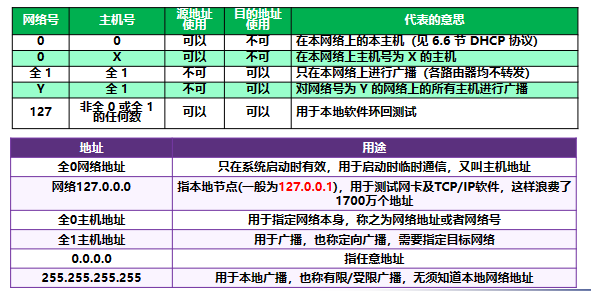 网络号 主机号 源地址使用 目的地址使用 代表的意思
0 0 可以 不可 在本网络上的本主机（见 6.6 节 DHCP 协议）
0 X 可以 不可 在本网络上主机号为 X 的主机
全 1 全 1 不可 可以 只在本网络上进行广播（各路由器均不转发）
Y 全 1 不可 可以 对网络号为 Y 的网络上的所有主机进行广播
127 非全 0 或全 1 的任何数 可以 可以 用于本地软件环回测试
地址 用途
全0网络地址 只在系统启动时有效，用于启动时临时通信，又叫主机地址
网络127.0.0.0 指本地节点(一般为127.0.0.1)，用于测试网卡及TCP/IP软件，这样浪费了
1700万个地址
全0主机地址 用于指定网络本身，称之为网络地址或者网络号
全1主机地址 用于广播，也称定向广播，需要指定目标网络
0.0.0.0 指任意地址
255.255.255.255 用于本地广播，也称有限/受限广播，无须知道本地网络地址